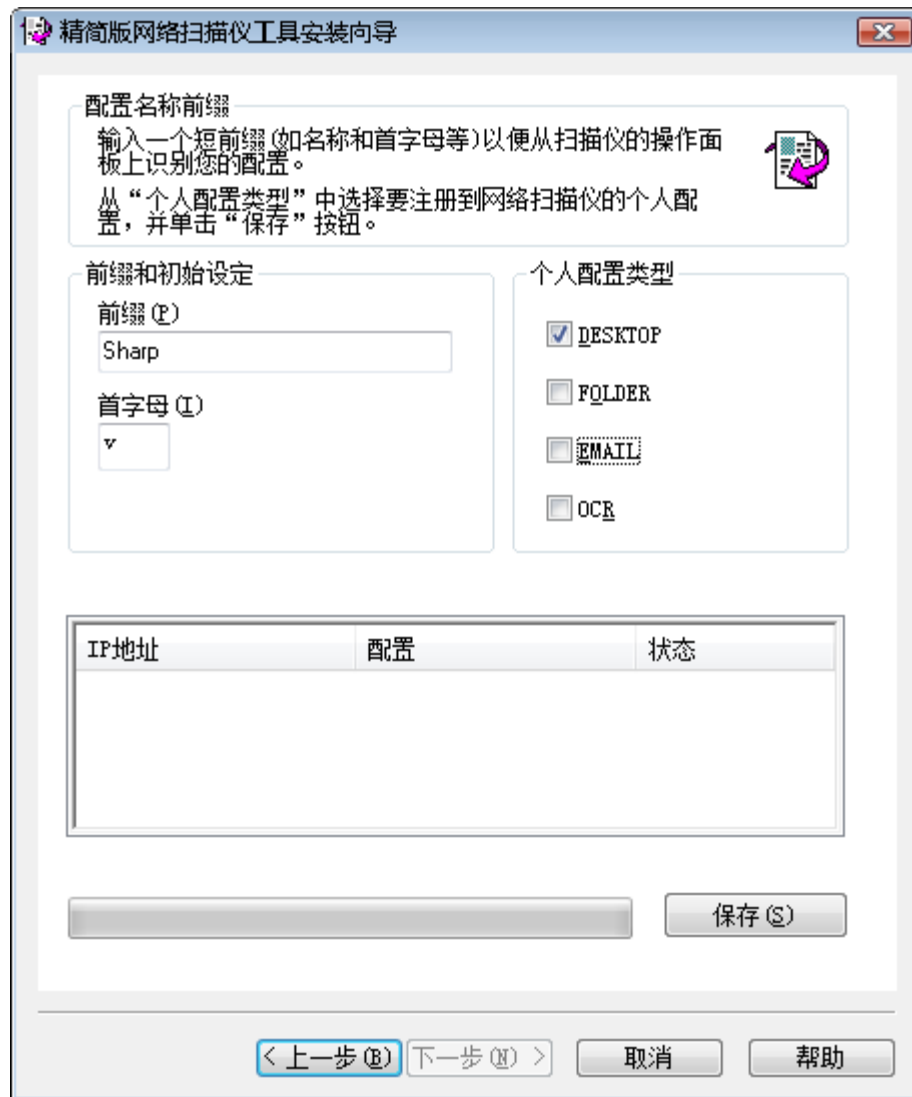 精简版网络扫描仪工具安装向导
配置名称前缀
输入一个短前缀(如名称和首字母等)以便从扫描仪的操作面
板上识别您的配置。
从“个人配置类型”中选择要注册到网络扫描仪的个人配
置，并单击“保存”按钮。
前缀和初始设定
前缀(P)
Sharp
首字母(I)
v
个人配置类型
DESKTOP
FOLDER
EMAIL
OCR
IP地址 配置 状态
保存(S)
< 上一步(B) 下一步(N) > 取消 帮助